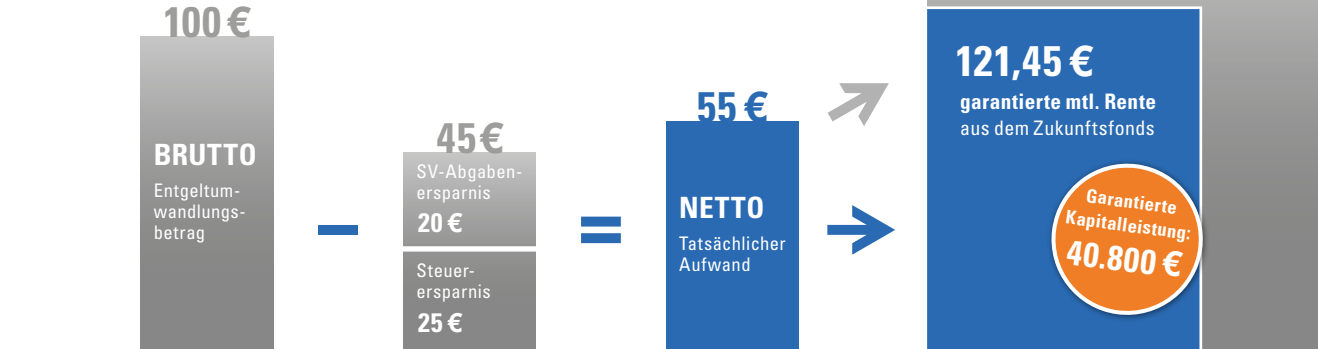 100 €
BRUTTO
Entgeltum-
wandlungs-
betrag
–
45 €
SV-Abgaben-
ersparnis
20 €
Steuer-
ersparnis
25 €
=
55 €
NETTO
Tatsächlicher
Aufwand
121,45 €
garantierte mtl. Rente
aus dem Zukunftsfonds
Garantierte
Kapitalleistung:
40.800 €